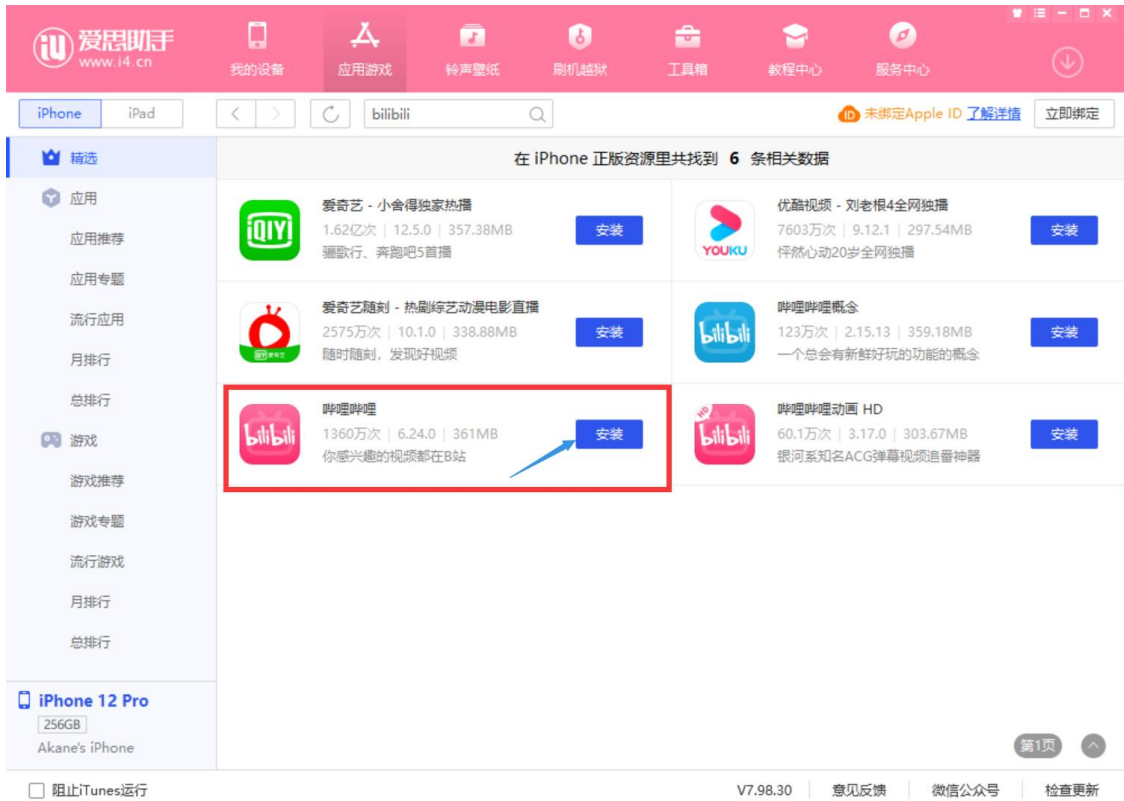 爱思助手
www.i4.cn
我的设备
应用游戏
铃声壁纸
刷机越狱
工具箱
教程中心
服务中心
iPhone
iPad
bilibili
未绑定Apple ID 了解详情
立即绑定
精选
应用
应用推荐
应用专题
流行应用
月排行
总排行
游戏
游戏推荐
游戏专题
流行游戏
月排行
总排行
iPhone 12 Pro
256GB
Akane's iPhone
在 iPhone 正版资源里共找到 6 条相关数据
iQIYI
爱奇艺 - 小舍得独家热播
1.62亿次 | 12.5.0 | 357.38MB
骊歌行、奔跑吧5首播
安装
YOUKU
优酷视频 - 刘老根4全网独播
7603万次 | 9.12.1 | 297.54MB
怦然心动20岁全网独播
安装
爱奇艺随刻 - 热剧综艺动漫电影直播
2575万次 | 10.1.0 | 338.88MB
随时随刻，发现好视频
安装
bilibili
哔哩哔哩概念
123万次 | 2.15.13 | 359.18MB
一个总会有新鲜好玩的功能的概念
安装
bilibili
哔哩哔哩
1360万次 | 6.24.0 | 361MB
你感兴趣的视频都在B站
安装
HD
bilibili
哔哩哔哩动画 HD
60.1万次 | 3.17.0 | 303.67MB
银河系知名ACG弹幕视频追番神器
安装
第1页
阻止iTunes运行
V7.98.30
意见反馈
微信公众号
检查更新